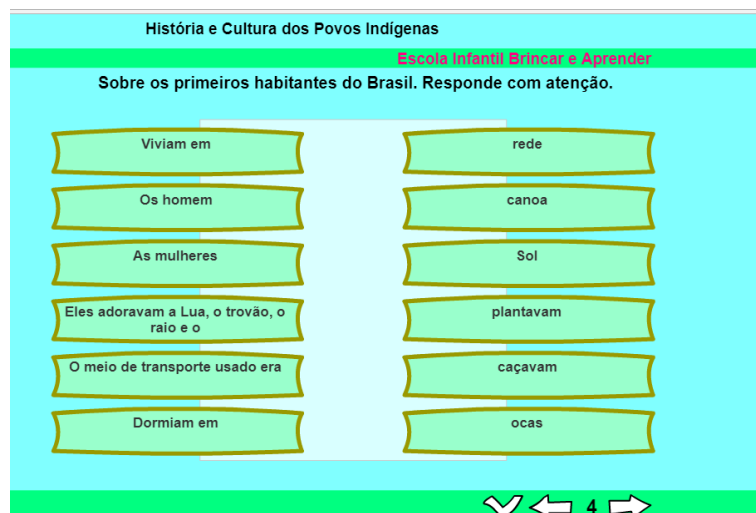 História e Cultura dos Povos Indígenas
Escola Infantil Brincar e Aprender
Sobre os primeiros habitantes do Brasil. Responde com atenção.
Viviam em
rede
Os homem
canoa
As mulheres
Sol
Eles adoravam a Lua, o trovão, o
raio e o
plantavam
O meio de transporte usado era
caçavam
Dormiam em
ocas
4